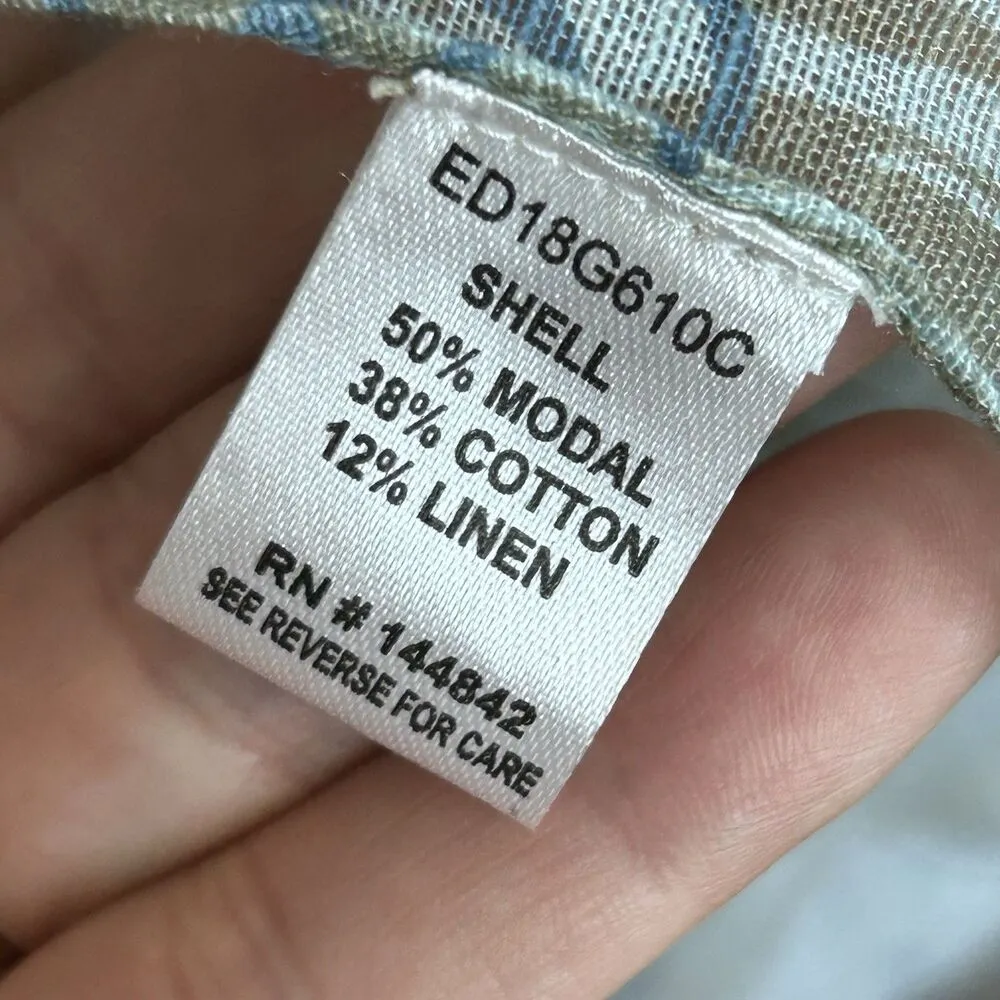 ED18G610C
SHELL
50% MODAL
38% COTTON
12% LINEN
RN # 144842
SEE REVERSE FOR CARE